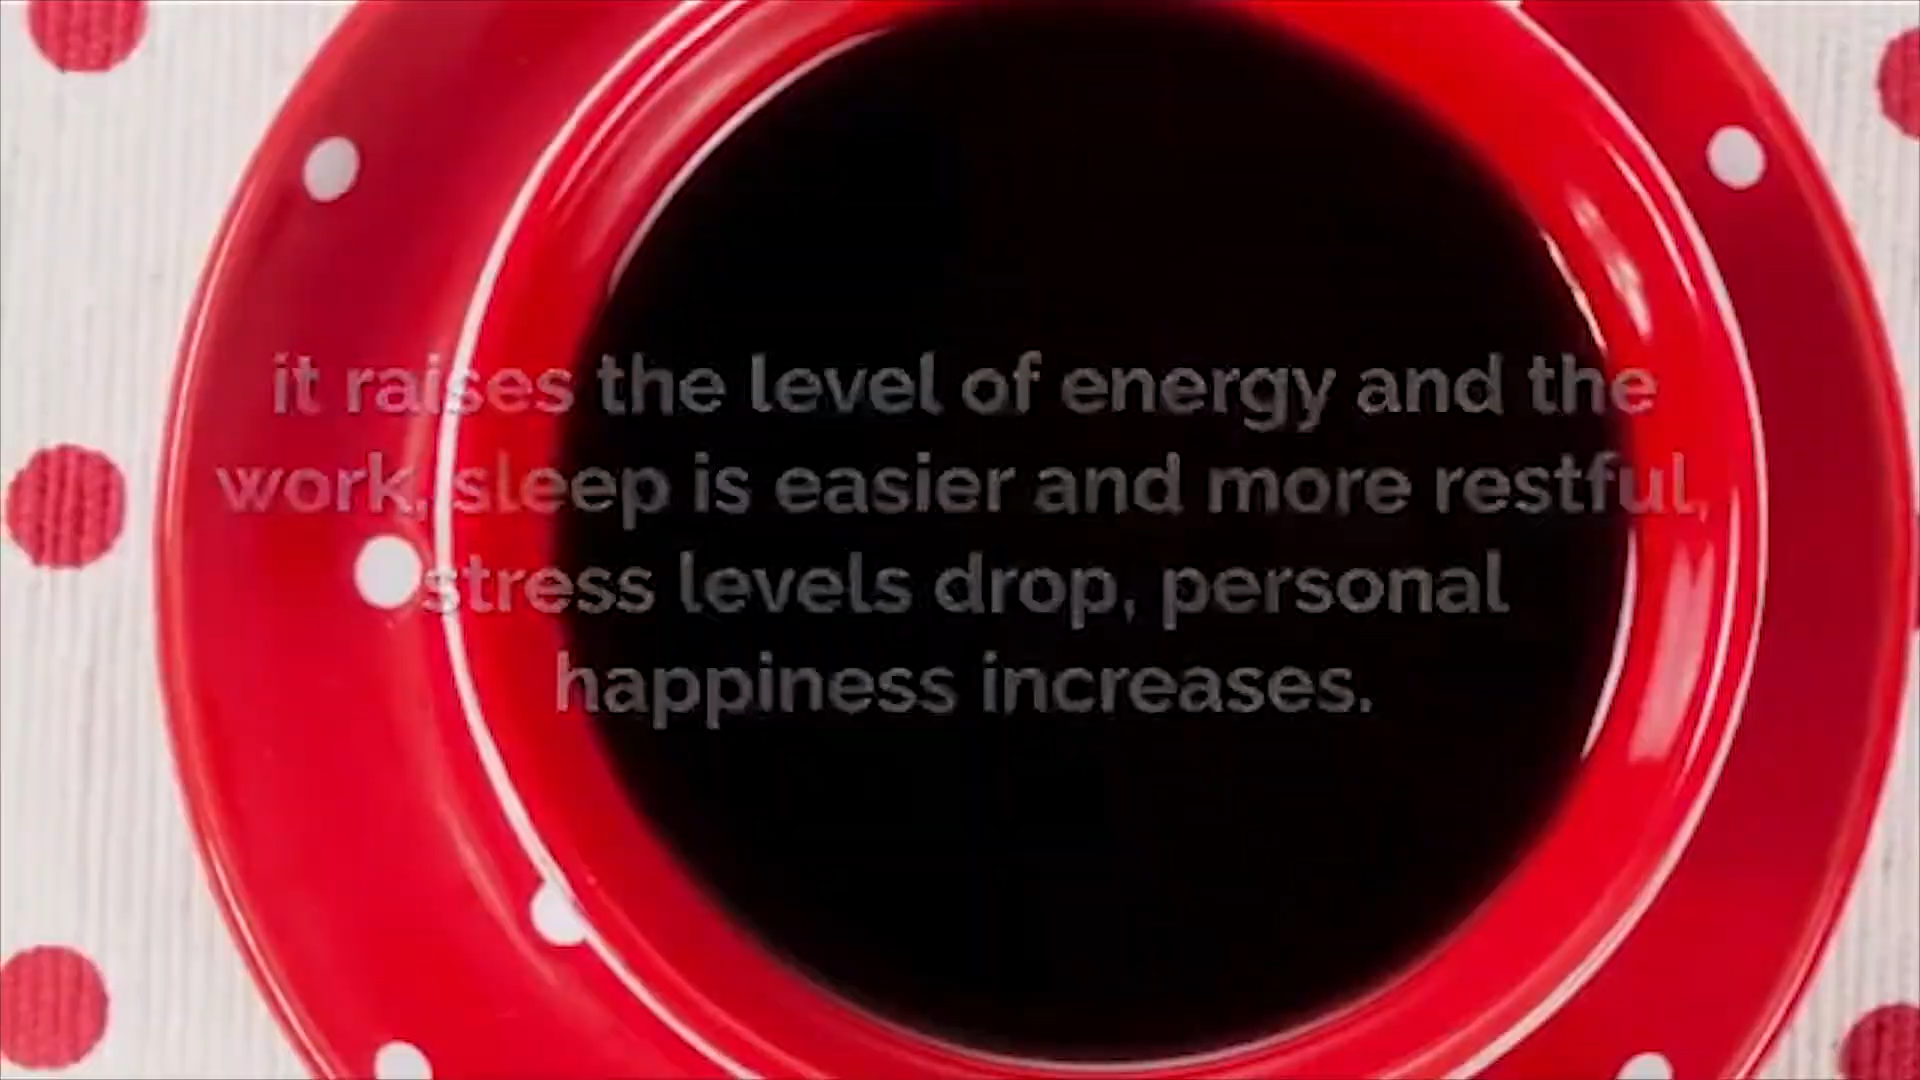 it raises the level of energy and the
work, sleep is easier and more restful,
stress levels drop, personal
happiness increases.